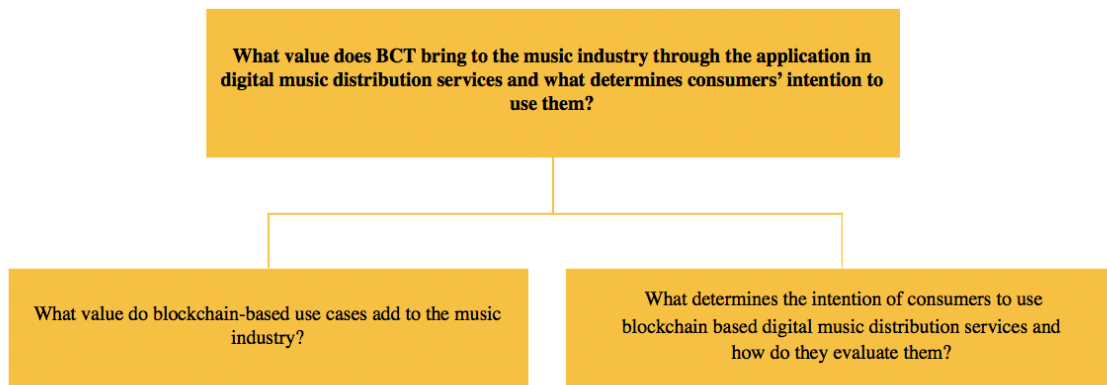 What value does BCT bring to the music industry through the application in
digital music distribution services and what determines consumers’ intention to
use them?
What value do blockchain-based use cases add to the music
industry?
What determines the intention of consumers to use
blockchain based digital music distribution services and
how do they evaluate them?